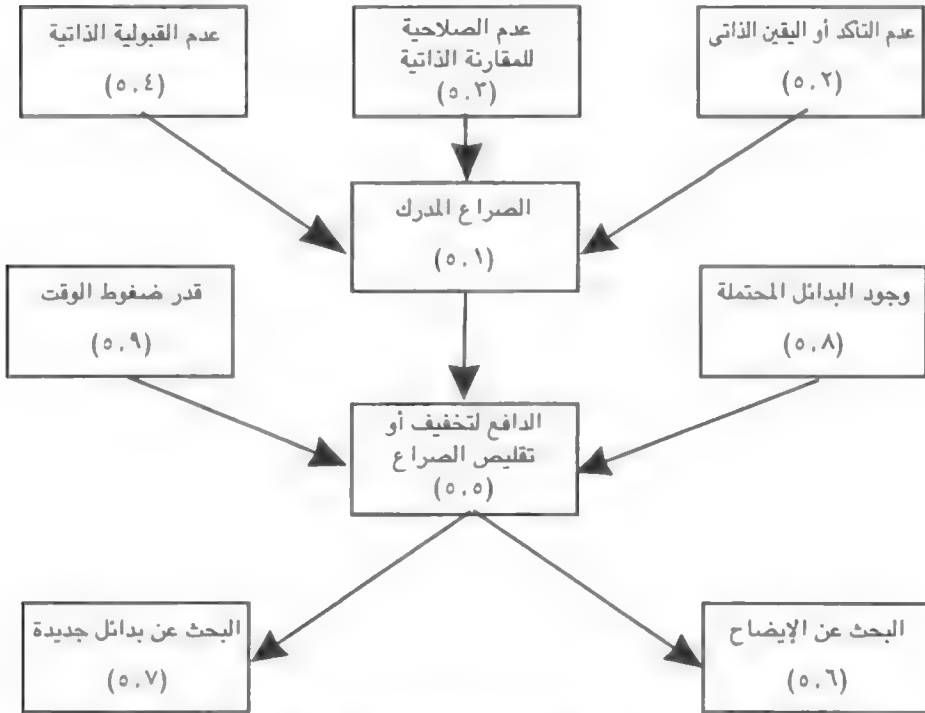 عدم التأكد أو اليقين الذاتى
(٥.٢)
عدم الصلاحية
للمقارنة الذاتية
(٥.٣)
عدم القبولية الذاتية
(٥.٤)
الصراع المدرك
(٥.١)
وجود البدائل المحتملة
(٥.٨)
قدر ضغوط الوقت
(٥.٩)
الدافع لتخفيف أو
تقليص الصراع
(٥.٥)
البحث عن الإيضاح
(٥.٦)
البحث عن بدائل جديدة
(٥.٧)